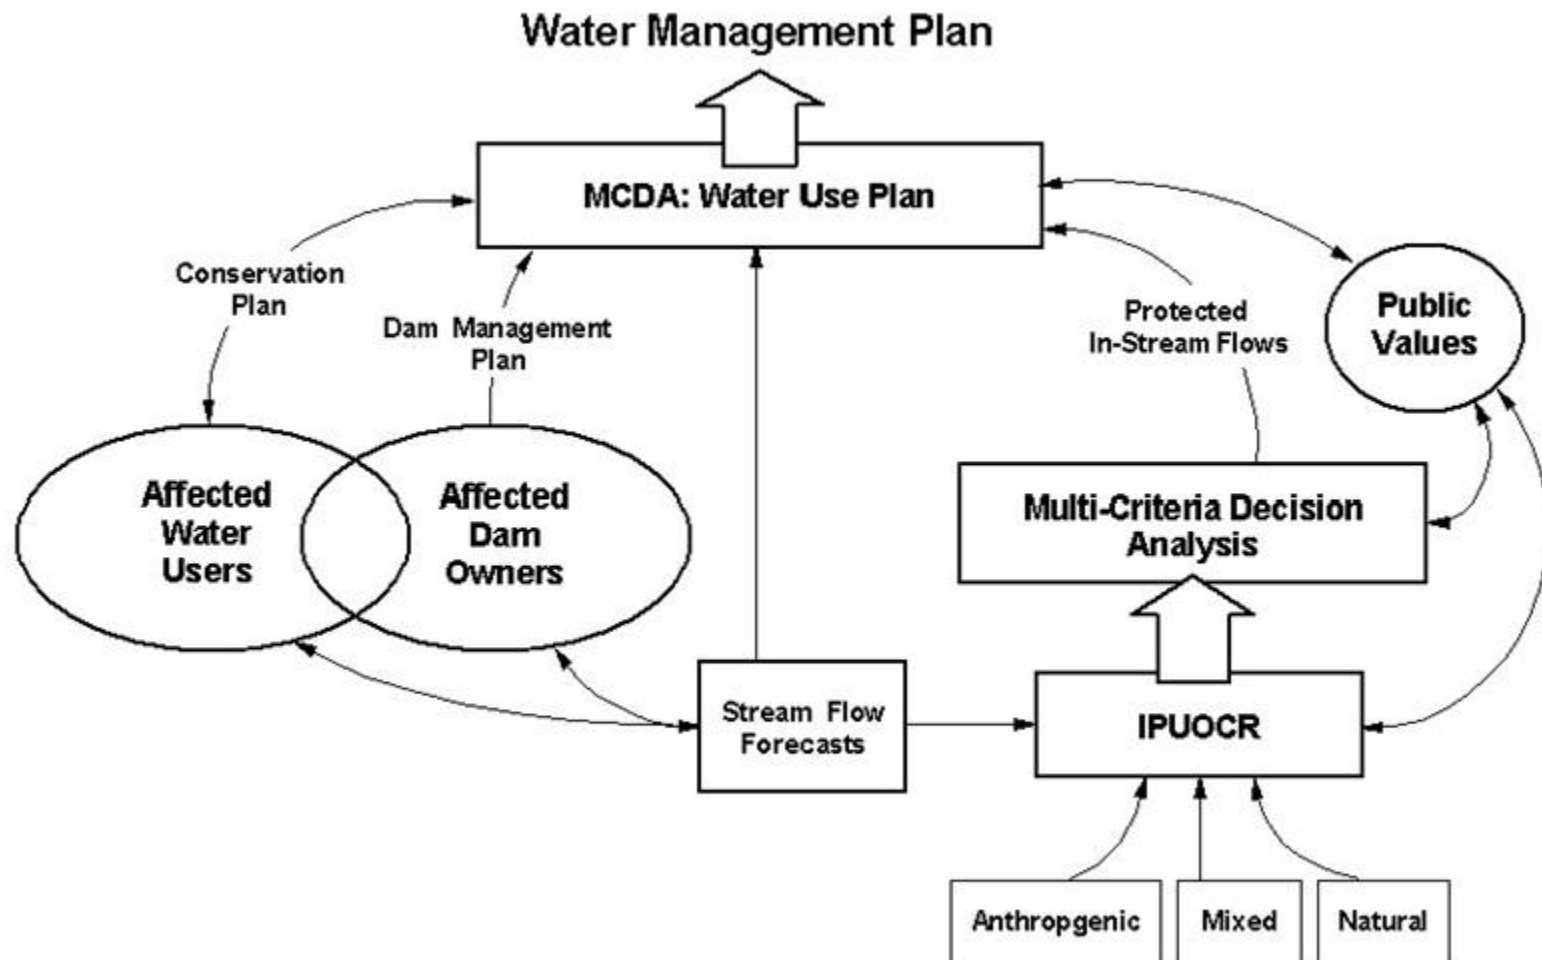 Water Management Plan
MCDA: Water Use Plan
Conservation
Plan
Dam Management
Plan
Protected
In-Stream Flows
Public
Values
Affected
Water
Users
Affected
Dam
Owners
Multi-Criteria Decision
Analysis
Stream Flow
Forecasts
IPUOCR
Anthropgenic
Mixed
Natural